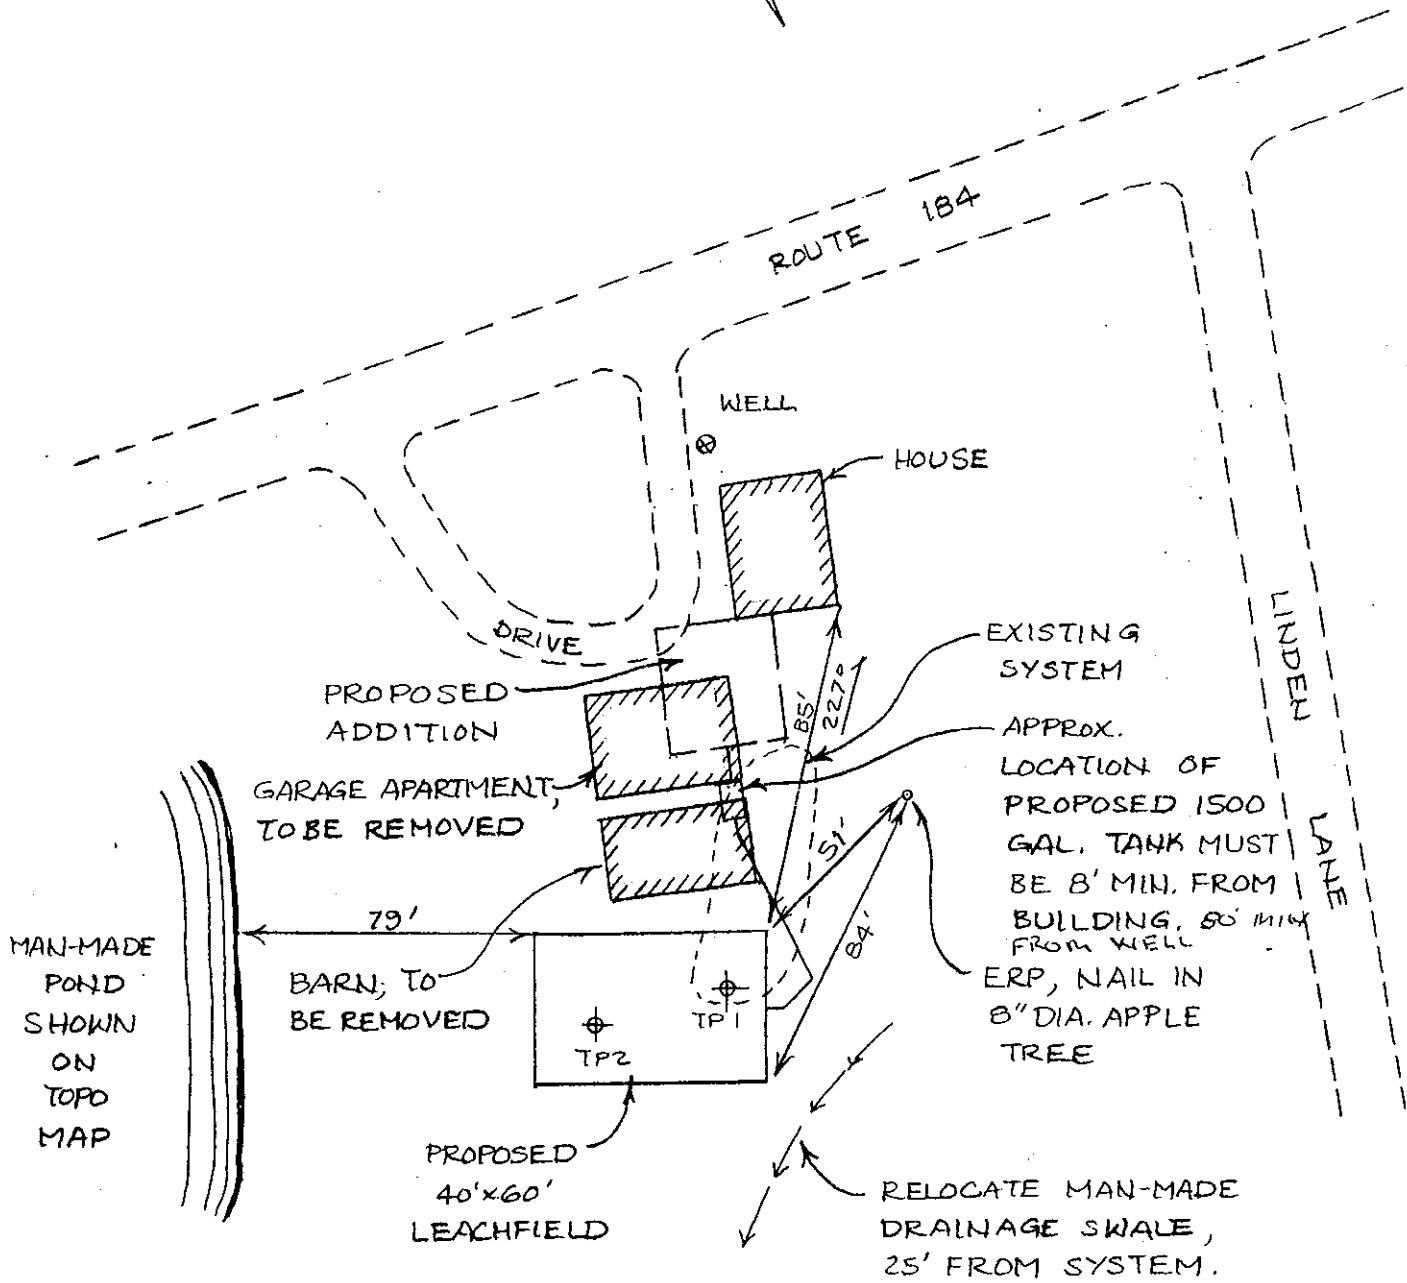 ROUTE 184
WELL
HOUSE
DRIVE
EXISTING
SYSTEM
LINDEN
LANE
PROPOSED
ADDITION
85'
227°
APPROX.
LOCATION OF
PROPOSED 1500
GAL. TANK MUST
BE 8' MIN. FROM
BUILDING. 80' MIN
FROM WELL
GARAGE APARTMENT,
TO BE REMOVED
51'
84'
79'
MAN-MADE
POND
SHOWN
ON
TOPO
MAP
BARN; TO
BE REMOVED
ERP, NAIL IN
8" DIA. APPLE
TREE
TP 1
TP2
PROPOSED
40'x60'
LEACHFIELD
RELOCATE MAN-MADE
DRAINAGE SWALE,
25' FROM SYSTEM.